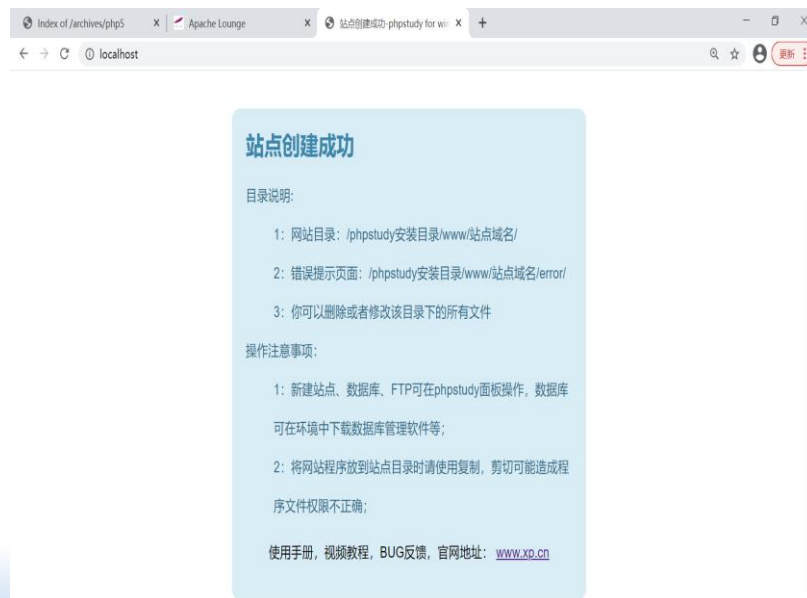 Index of /archives/php5
Apache Lounge
站点创建成功-phpstudy for wi
localhost
更新
站点创建成功
目录说明:
1：网站目录：/phpstudy安装目录/www/站点域名/
2：错误提示页面：/phpstudy安装目录/www/站点域名/error/
3：你可以删除或者修改该目录下的所有文件
操作注意事项:
1：新建站点、数据库、FTP可在phpstudy面板操作，数据库
可在环境中下载数据库管理软件等；
2：将网站程序放到站点目录时请使用复制，剪切可能造成程
序文件权限不正确；
使用手册，视频教程，BUG反馈，官网地址： www.xp.cn